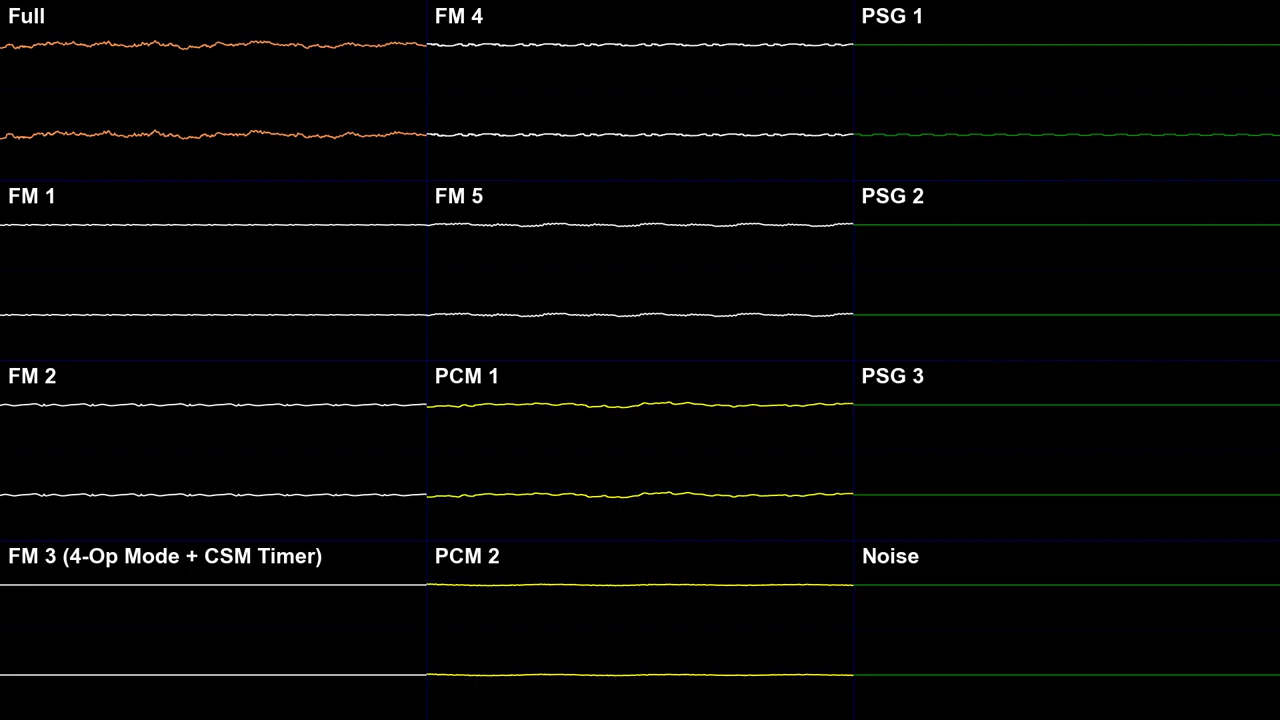 Full
FM 4
PSG 1
FM 1
FM 5
PSG 2
FM 2
PCM 1
PSG 3
FM 3 (4-Op Mode + CSM Timer)
PCM 2
Noise